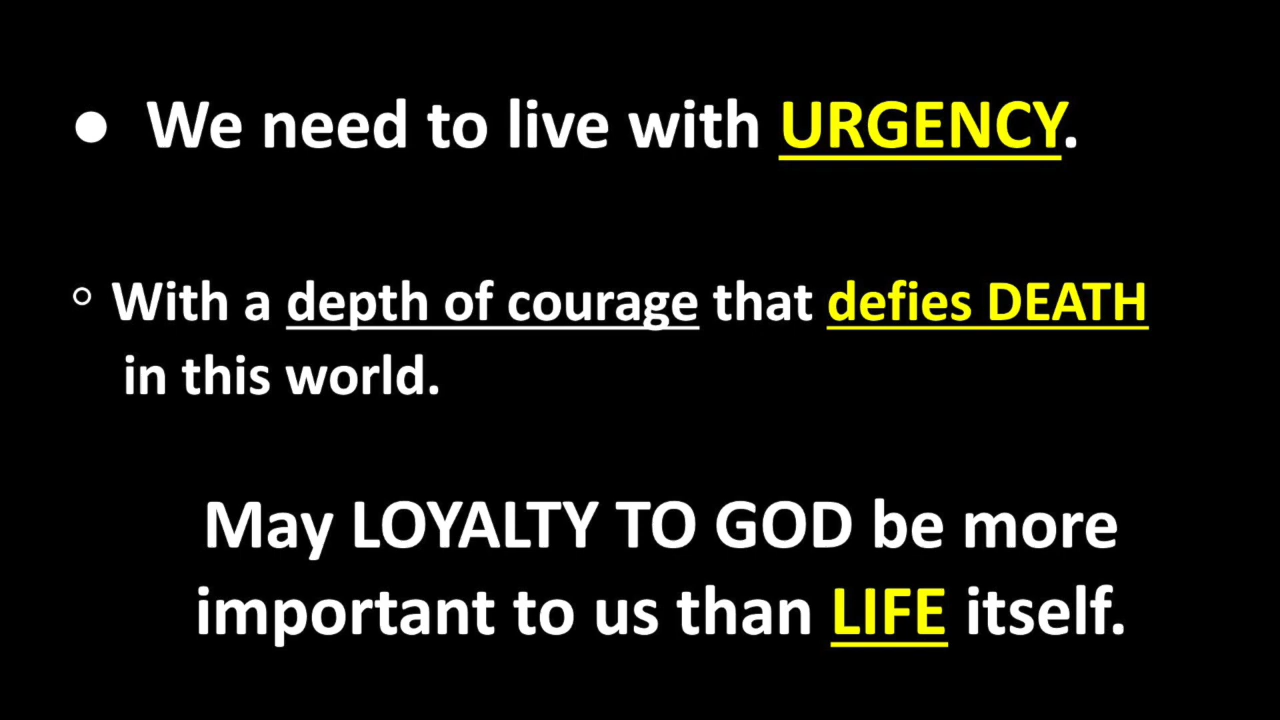 ● We need to live with URGENCY.
○ With a depth of courage that defies DEATH
in this world.
May LOYALTY TO GOD be more
important to us than LIFE itself.